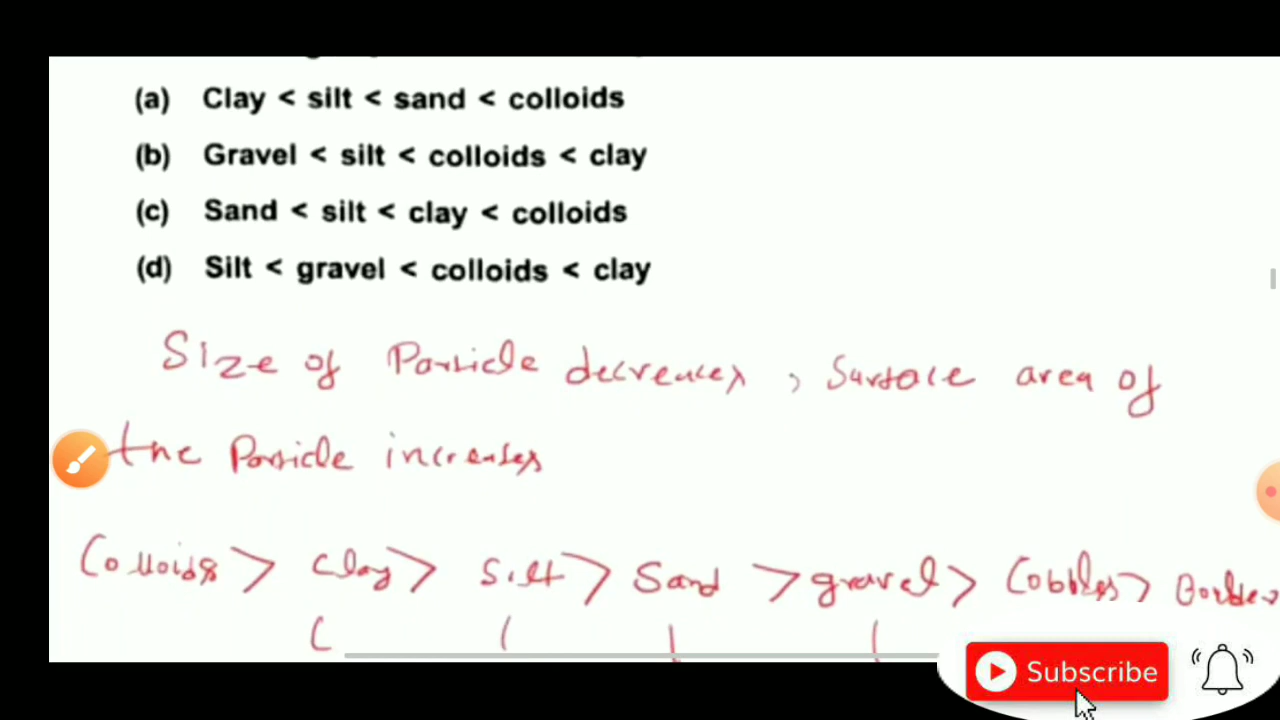 (a) Clay < silt < sand < colloids
(b) Gravel < silt < colloids < clay
(c) Sand < silt < clay < colloids
(d) Silt < gravel < colloids < clay
Size of Particle decreases, Surface area of
the Particle increases
Colloids > Clay > Silt > Sand > gravel > Cobbles >
Subscribe